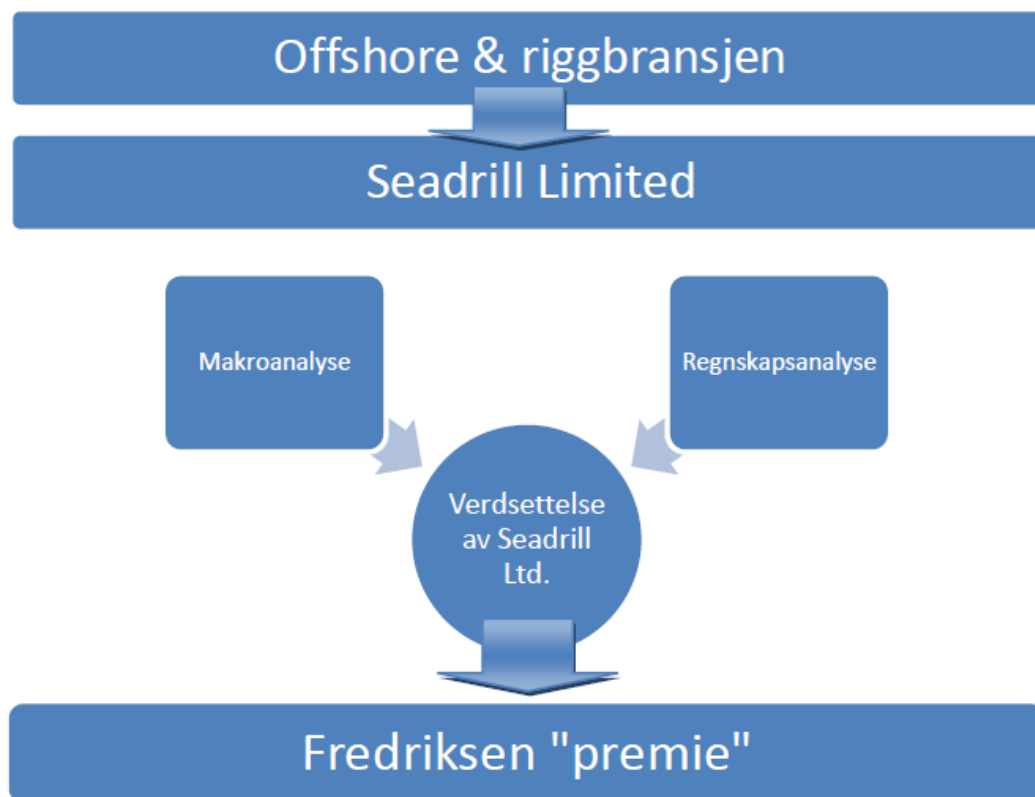 Offshore & riggbransjen
Seadrill Limited
Makroanalyse
Regnskapsanalyse
Verdsettelse
av Seadrill
Ltd.
Fredriksen "premie"